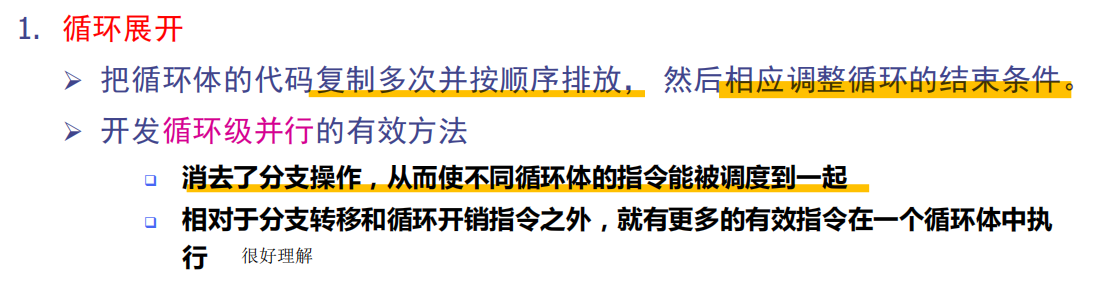 1. 循环展开
➢ 把循环体的代码复制多次并按顺序排放， 然后相应调整循环的结束条件。
➢ 开发循环级并行的有效方法
❑ 消去了分支操作，从而使不同循环体的指令能被调度到一起
❑ 相对于分支转移和循环开销指令之外，就有更多的有效指令在一个循环体中执
行 很好理解